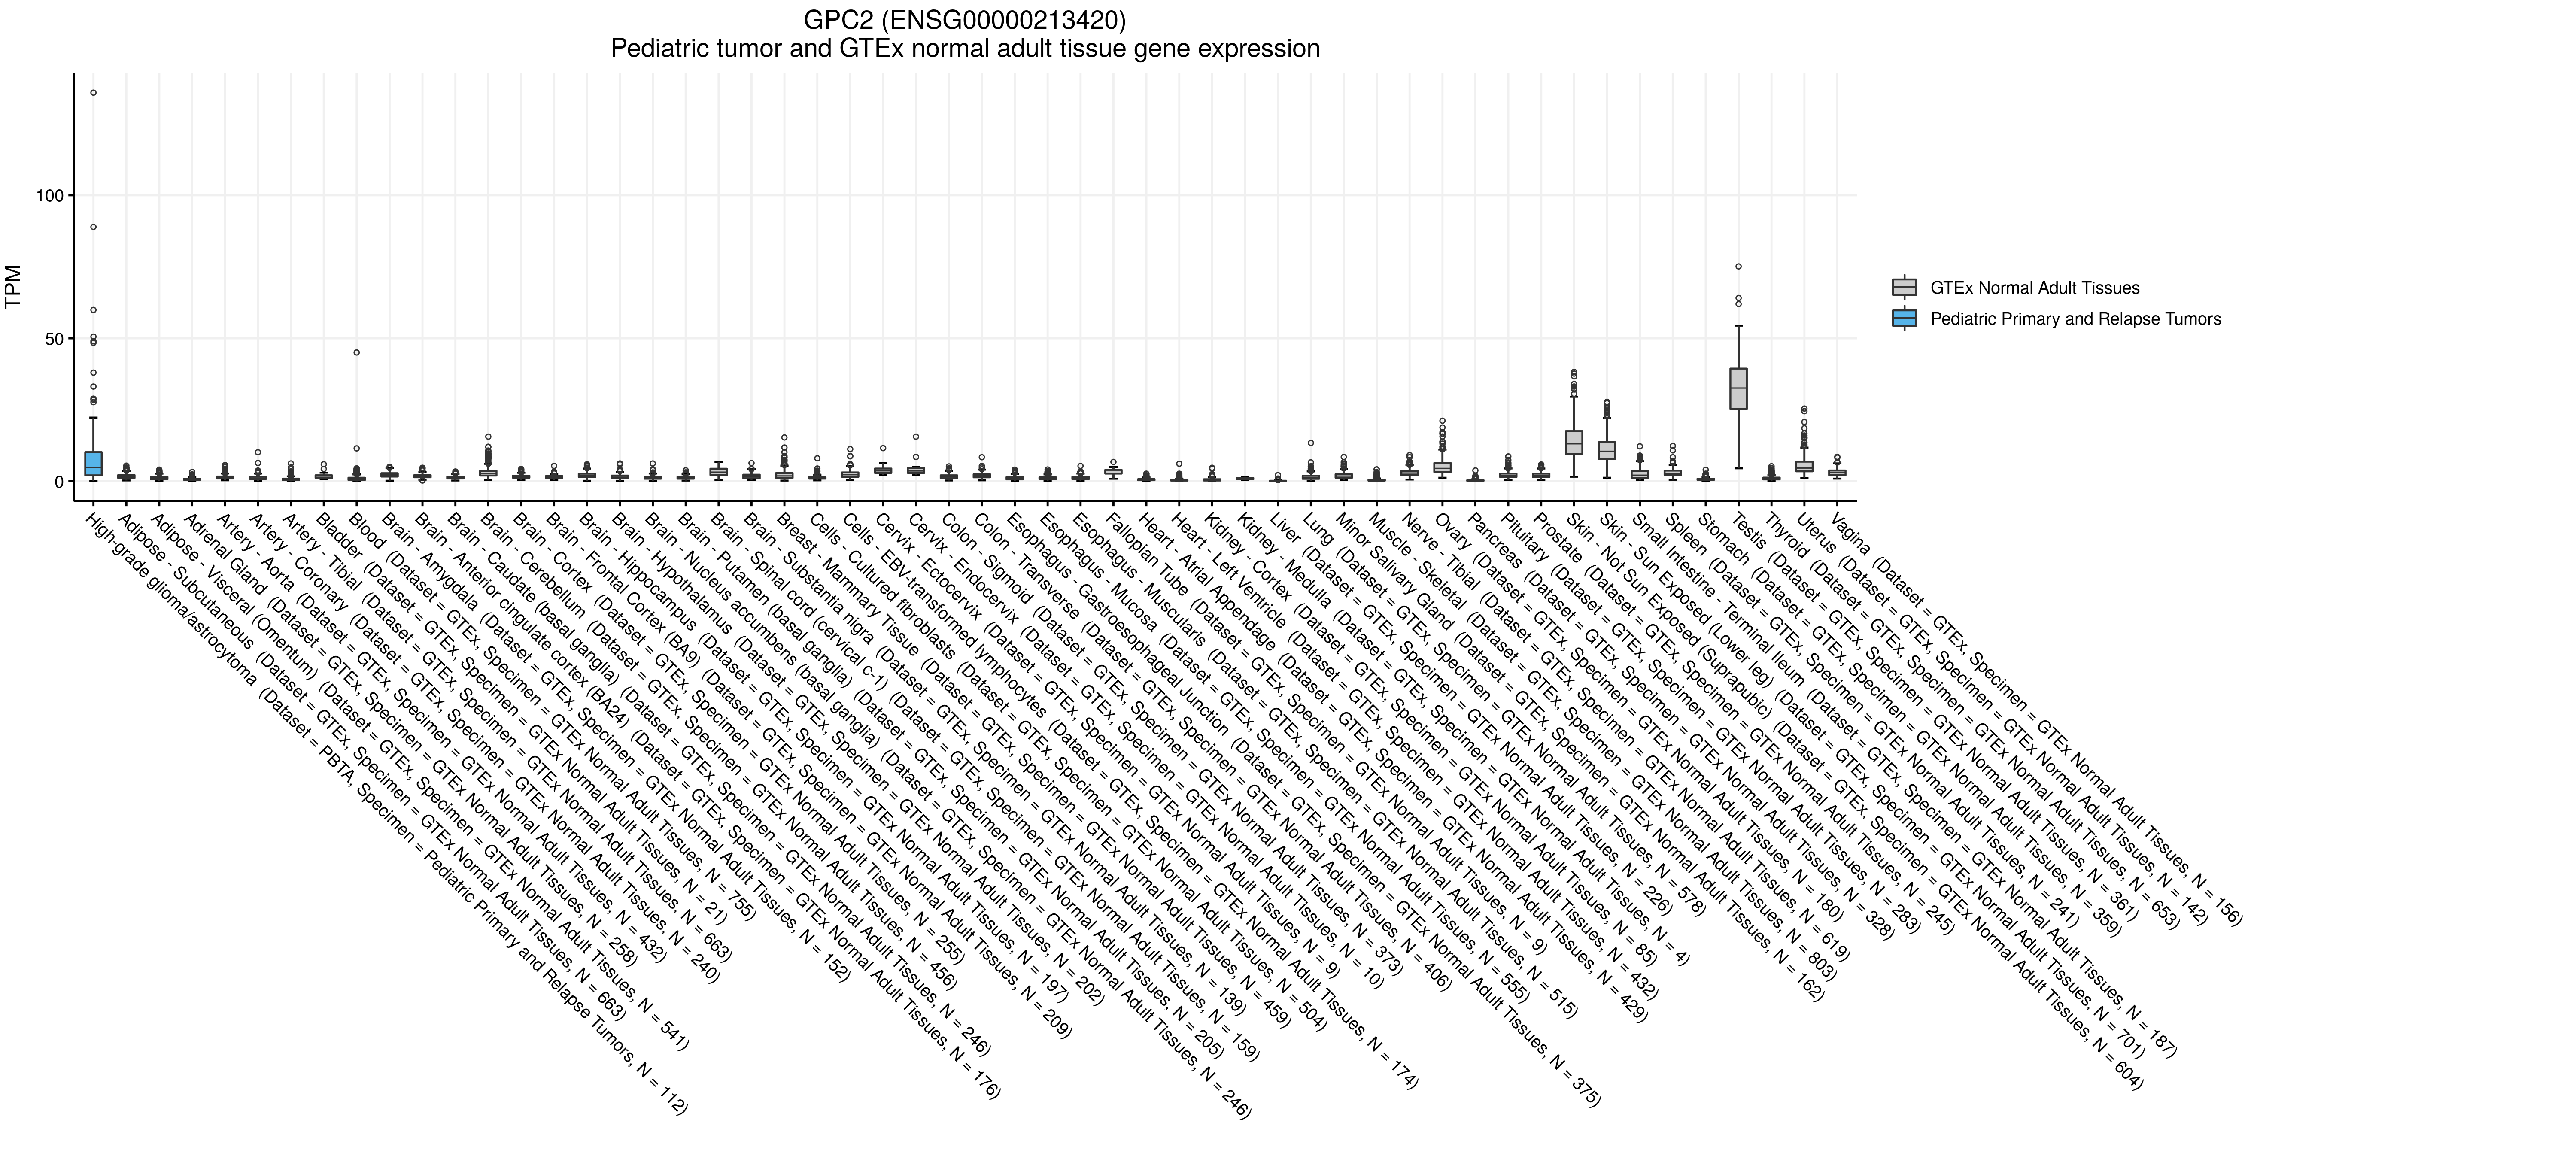 GPC2 (ENSG00000213420)
Pediatric tumor and GTEx normal adult tissue gene expression
TPM
100
50
0
GTEx Normal Adult Tissues
Pediatric Primary and Relapse Tumors
High-grade glioma/astrocytoma (Dataset = PBTA, Specimen = Pediatric Primary and Relapse Tumors, N = 112)
Adipose - Subcutaneous (Dataset = GTEx, Specimen = GTEx Normal Adult Tissues, N = 663)
Adipose - Visceral (Omentum) (Dataset = GTEx, Specimen = GTEx Normal Adult Tissues, N = 541)
Adrenal Gland (Dataset = GTEx, Specimen = GTEx Normal Adult Tissues, N = 258)
Artery - Aorta (Dataset = GTEx, Specimen = GTEx Normal Adult Tissues, N = 432)
Artery - Coronary (Dataset = GTEx, Specimen = GTEx Normal Adult Tissues, N = 240)
Artery - Tibial (Dataset = GTEx, Specimen = GTEx Normal Adult Tissues, N = 663)
Bladder (Dataset = GTEx, Specimen = GTEx Normal Adult Tissues, N = 21)
Blood (Dataset = GTEx, Specimen = GTEx Normal Adult Tissues, N = 755)
Brain - Amygdala (Dataset = GTEx, Specimen = GTEx Normal Adult Tissues, N = 152)
Brain - Anterior cingulate cortex (BA24) (Dataset = GTEx, Specimen = GTEx Normal Adult Tissues, N = 176)
Brain - Caudate (basal ganglia) (Dataset = GTEx, Specimen = GTEx Normal Adult Tissues, N = 246)
Brain - Cerebellum (Dataset = GTEx, Specimen = GTEx Normal Adult Tissues, N = 456)
Brain - Cortex (Dataset = GTEx, Specimen = GTEx Normal Adult Tissues, N = 255)
Brain - Frontal Cortex (BA9) (Dataset = GTEx, Specimen = GTEx Normal Adult Tissues, N = 209)
Brain - Hippocampus (Dataset = GTEx, Specimen = GTEx Normal Adult Tissues, N = 197)
Brain - Hypothalamus (Dataset = GTEx, Specimen = GTEx Normal Adult Tissues, N = 202)
Brain - Nucleus accumbens (basal ganglia) (Dataset = GTEx, Specimen = GTEx Normal Adult Tissues, N = 246)
Brain - Putamen (basal ganglia) (Dataset = GTEx, Specimen = GTEx Normal Adult Tissues, N = 205)
Brain - Spinal cord (cervical c-1) (Dataset = GTEx, Specimen = GTEx Normal Adult Tissues, N = 159)
Brain - Substantia nigra (Dataset = GTEx, Specimen = GTEx Normal Adult Tissues, N = 139)
Breast - Mammary Tissue (Dataset = GTEx, Specimen = GTEx Normal Adult Tissues, N = 459)
Cells - Cultured fibroblasts (Dataset = GTEx, Specimen = GTEx Normal Adult Tissues, N = 504)
Cells - EBV-transformed lymphocytes (Dataset = GTEx, Specimen = GTEx Normal Adult Tissues, N = 174)
Cervix - Ectocervix (Dataset = GTEx, Specimen = GTEx Normal Adult Tissues, N = 9)
Cervix - Endocervix (Dataset = GTEx, Specimen = GTEx Normal Adult Tissues, N = 10)
Colon - Sigmoid (Dataset = GTEx, Specimen = GTEx Normal Adult Tissues, N = 373)
Colon - Transverse (Dataset = GTEx, Specimen = GTEx Normal Adult Tissues, N = 406)
Esophagus - Gastroesophageal Junction (Dataset = GTEx, Specimen = GTEx Normal Adult Tissues, N = 375)
Esophagus - Mucosa (Dataset = GTEx, Specimen = GTEx Normal Adult Tissues, N = 555)
Esophagus - Muscularis (Dataset = GTEx, Specimen = GTEx Normal Adult Tissues, N = 515)
Fallopian Tube (Dataset = GTEx, Specimen = GTEx Normal Adult Tissues, N = 9)
Heart - Atrial Appendage (Dataset = GTEx, Specimen = GTEx Normal Adult Tissues, N = 429)
Heart - Left Ventricle (Dataset = GTEx, Specimen = GTEx Normal Adult Tissues, N = 432)
Kidney - Cortex (Dataset = GTEx, Specimen = GTEx Normal Adult Tissues, N = 85)
Kidney - Medulla (Dataset = GTEx, Specimen = GTEx Normal Adult Tissues, N = 4)
Liver (Dataset = GTEx, Specimen = GTEx Normal Adult Tissues, N = 226)
Lung (Dataset = GTEx, Specimen = GTEx Normal Adult Tissues, N = 578)
Minor Salivary Gland (Dataset = GTEx, Specimen = GTEx Normal Adult Tissues, N = 162)
Muscle - Skeletal (Dataset = GTEx, Specimen = GTEx Normal Adult Tissues, N = 803)
Nerve - Tibial (Dataset = GTEx, Specimen = GTEx Normal Adult Tissues, N = 619)
Ovary (Dataset = GTEx, Specimen = GTEx Normal Adult Tissues, N = 180)
Pancreas (Dataset = GTEx, Specimen = GTEx Normal Adult Tissues, N = 328)
Pituitary (Dataset = GTEx, Specimen = GTEx Normal Adult Tissues, N = 283)
Prostate (Dataset = GTEx, Specimen = GTEx Normal Adult Tissues, N = 245)
Skin - Not Sun Exposed (Suprapubic) (Dataset = GTEx, Specimen = GTEx Normal Adult Tissues, N = 604)
Skin - Sun Exposed (Lower leg) (Dataset = GTEx, Specimen = GTEx Normal Adult Tissues, N = 701)
Small Intestine - Terminal Ileum (Dataset = GTEx, Specimen = GTEx Normal Adult Tissues, N = 187)
Spleen (Dataset = GTEx, Specimen = GTEx Normal Adult Tissues, N = 241)
Stomach (Dataset = GTEx, Specimen = GTEx Normal Adult Tissues, N = 359)
Testis (Dataset = GTEx, Specimen = GTEx Normal Adult Tissues, N = 361)
Thyroid (Dataset = GTEx, Specimen = GTEx Normal Adult Tissues, N = 653)
Uterus (Dataset = GTEx, Specimen = GTEx Normal Adult Tissues, N = 142)
Vagina (Dataset = GTEx, Specimen = GTEx Normal Adult Tissues, N = 156)